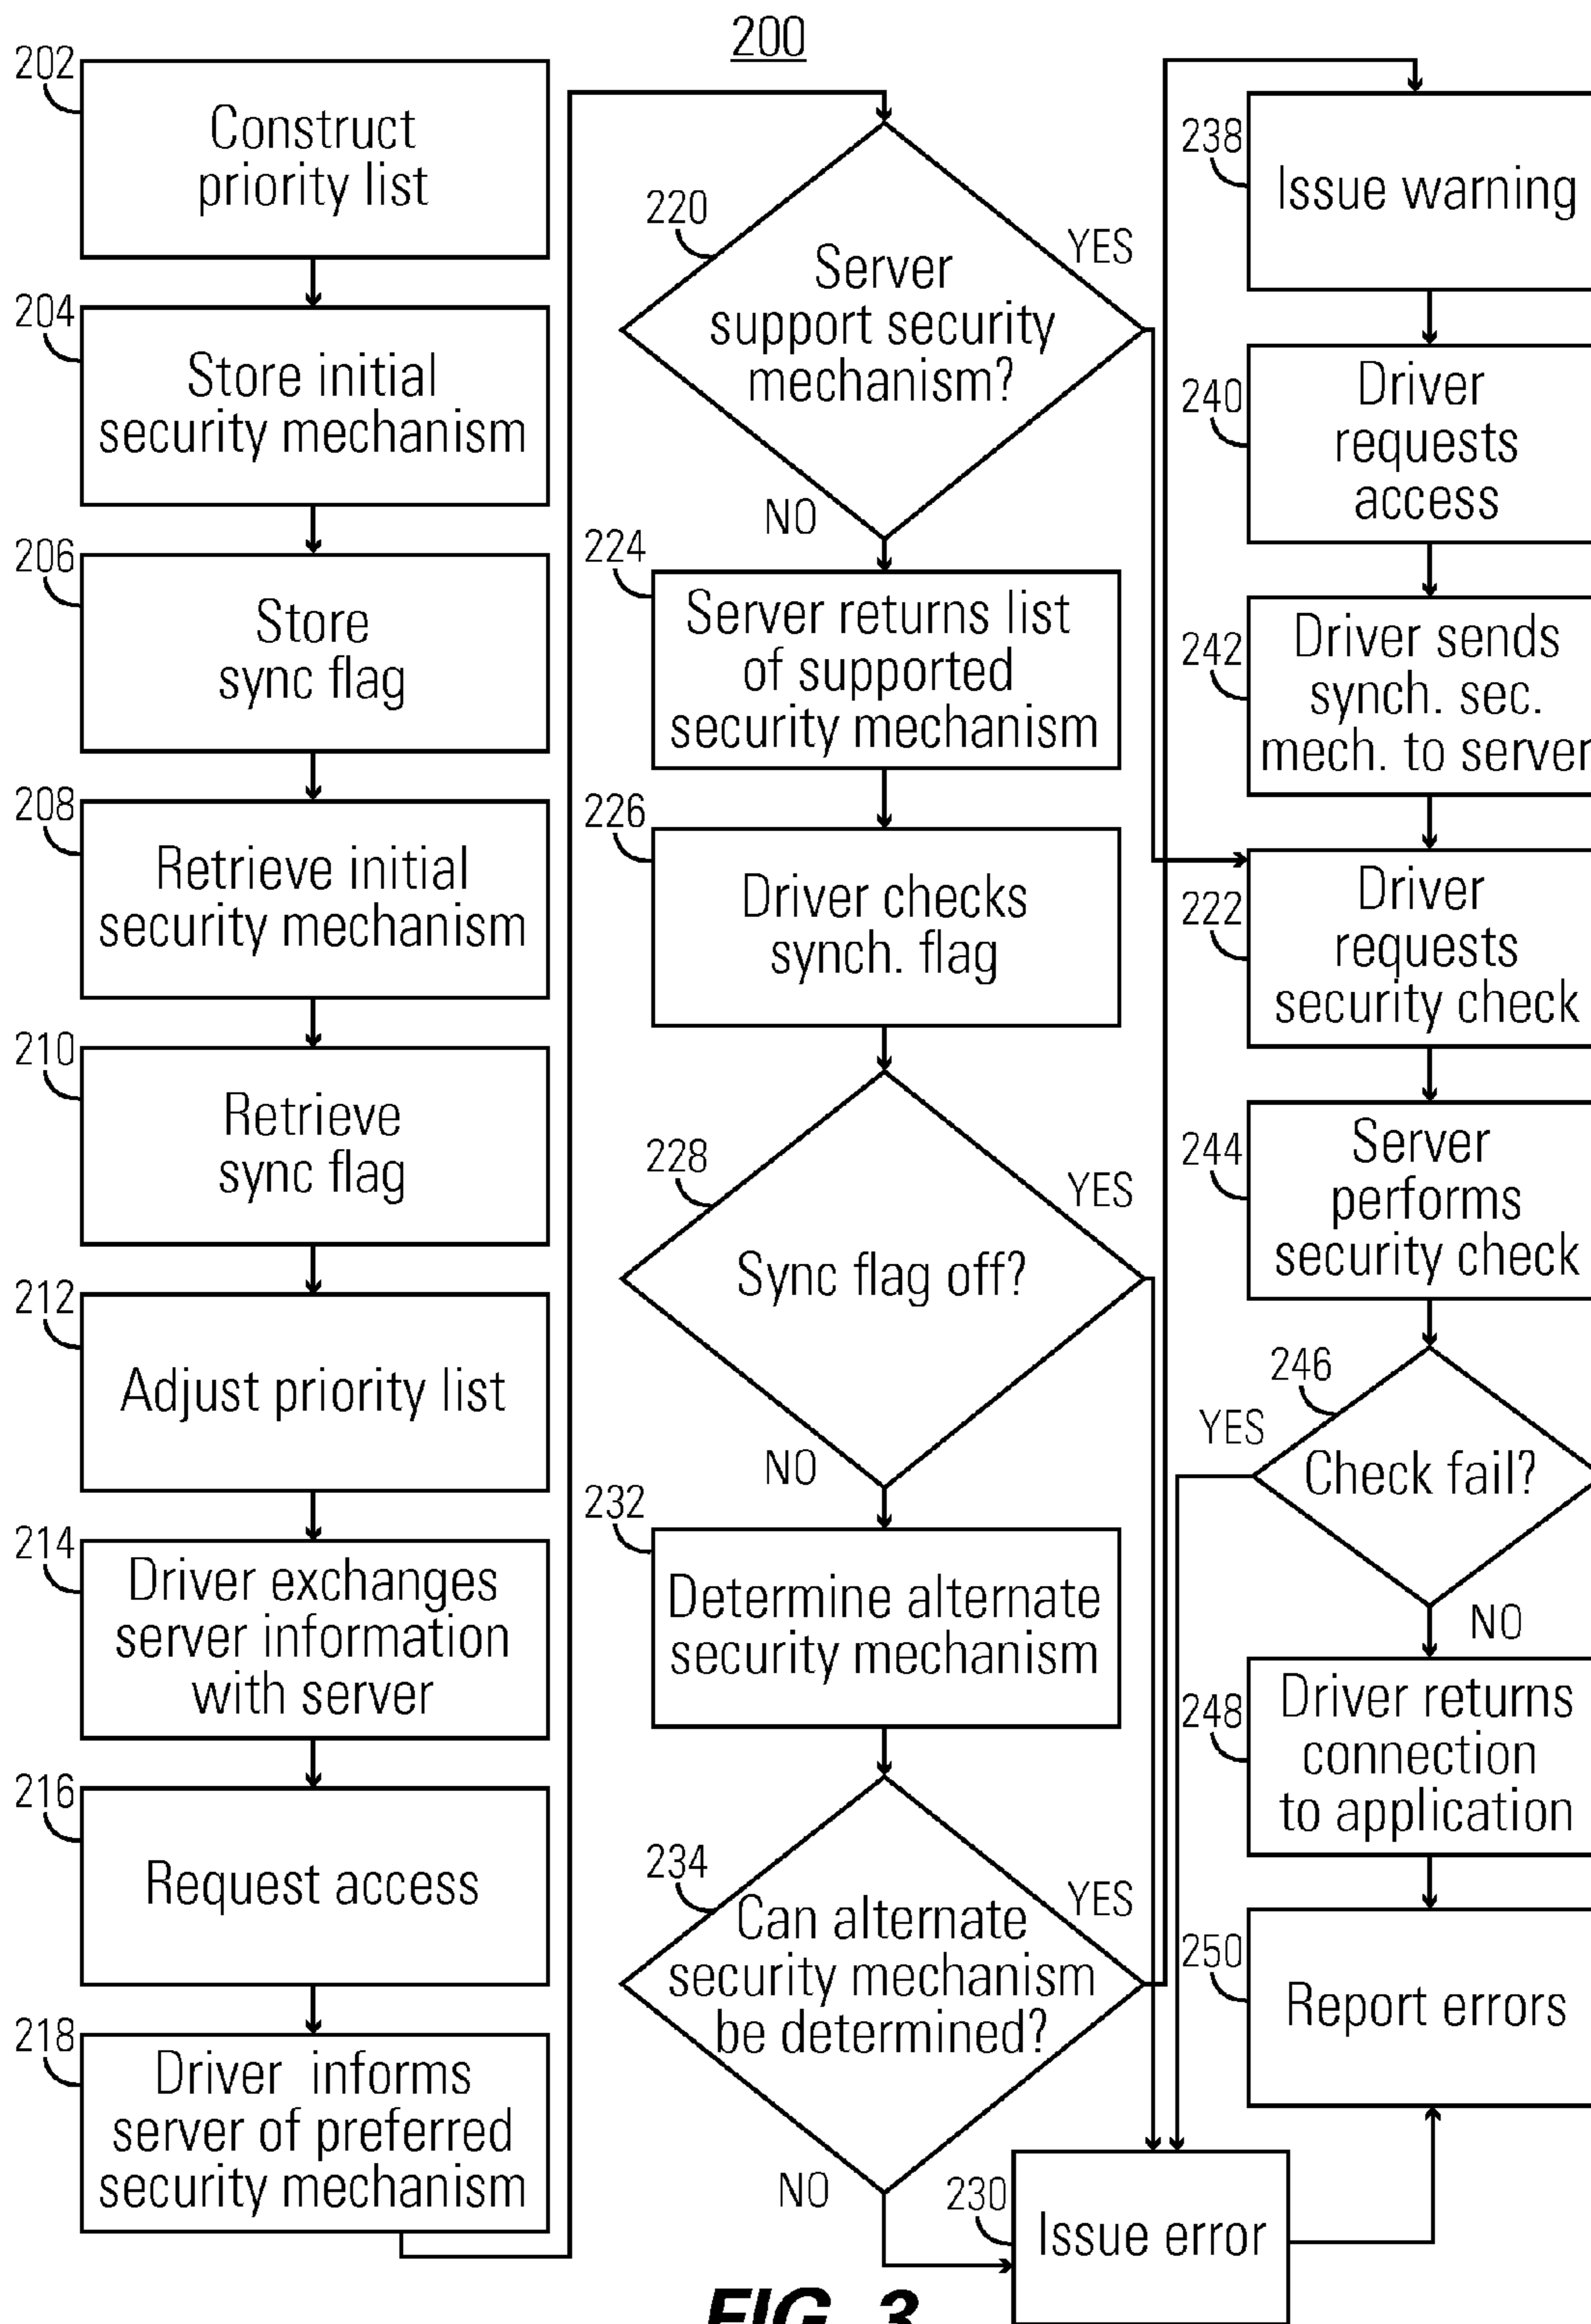 200
202
Construct
priority list
204
Store initial
security mechanism
206
Store
sync flag
208
Retrieve initial
security mechanism
210
Retrieve
sync flag
212
Adjust priority list
214
Driver exchanges
server information
with server
216
Request access
218
Driver informs
server of preferred
security mechanism
220
Server
support security
mechanism?
YES
NO
224
Server returns list
of supported
security mechanism
226
Driver checks
synch. flag
228
Sync flag off?
YES
NO
232
Determine alternate
security mechanism
234
Can alternate
security mechanism
be determined?
YES
NO
230
Issue error
238
Issue warning
240
Driver
requests
access
242
Driver sends
synch. sec.
mech. to server
222
Driver
requests
security check
244
Server
performs
security check
246
YES
Check fail?
NO
248
Driver returns
connection
to application
250
Report errors
FIG. 3